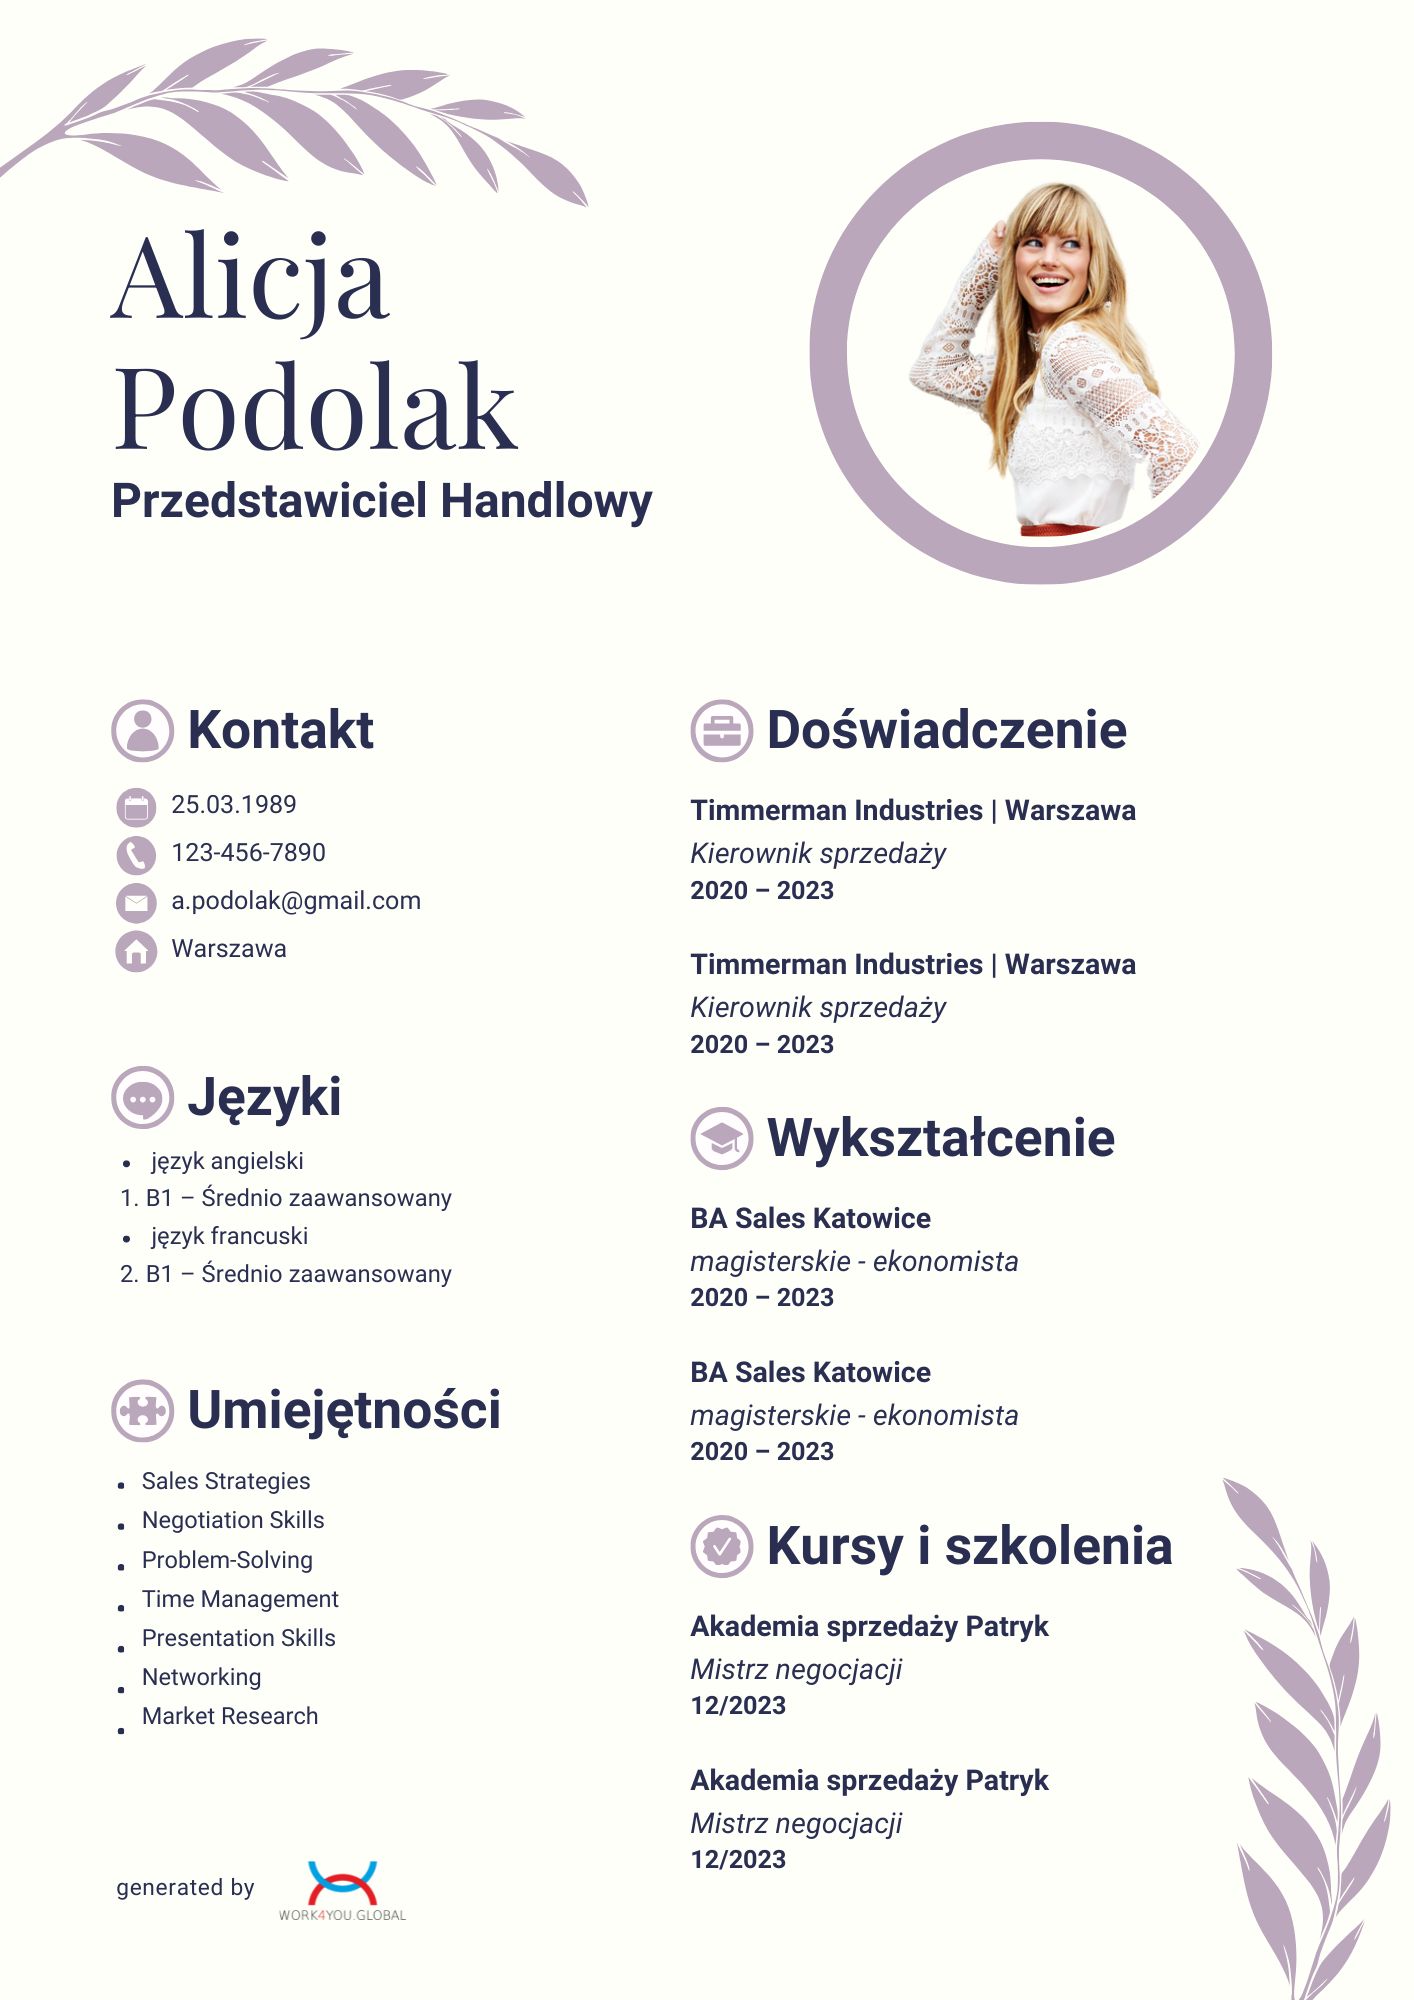 Alicja
Podolak
Przedstawiciel Handlowy
Kontakt
25.03.1989
123-456-7890
a.podolak@gmail.com
Warszawa
Języki
• język angielski
1. B1 – Średnio zaawansowany
• język francuski
2. B1 – Średnio zaawansowany
Umiejętności
• Sales Strategies
• Negotiation Skills
• Problem-Solving
• Time Management
• Presentation Skills
• Networking
• Market Research
generated by
WORK4YOU.GLOBAL
Doświadczenie
Timmerman Industries | Warszawa
Kierownik sprzedaży
2020 – 2023
Timmerman Industries | Warszawa
Kierownik sprzedaży
2020 – 2023
Wykształcenie
BA Sales Katowice
magisterskie - ekonomista
2020 – 2023
BA Sales Katowice
magisterskie - ekonomista
2020 – 2023
Kursy i szkolenia
Akademia sprzedaży Patryk
Mistrz negocjacji
12/2023
Akademia sprzedaży Patryk
Mistrz negocjacji
12/2023